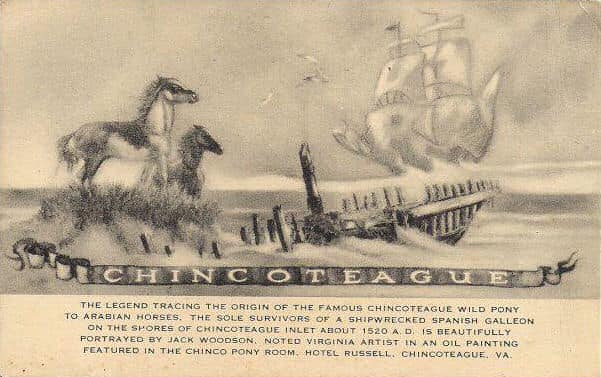 CHINCOTEAGUE
THE LEGEND TRACING THE ORIGIN OF THE FAMOUS CHINCOTEAGUE WILD PONY
TO ARABIAN HORSES, THE SOLE SURVIVORS OF A SHIPWRECKED SPANISH GALLEON
ON THE SHORES OF CHINCOTEAGUE INLET ABOUT 1520 A.D. IS BEAUTIFULLY
PORTRAYED BY JACK WOODSON, NOTED VIRGINIA ARTIST IN AN OIL PAINTING
FEATURED IN THE CHINCO PONY ROOM, HOTEL RUSSELL, CHINCOTEAGUE, VA.